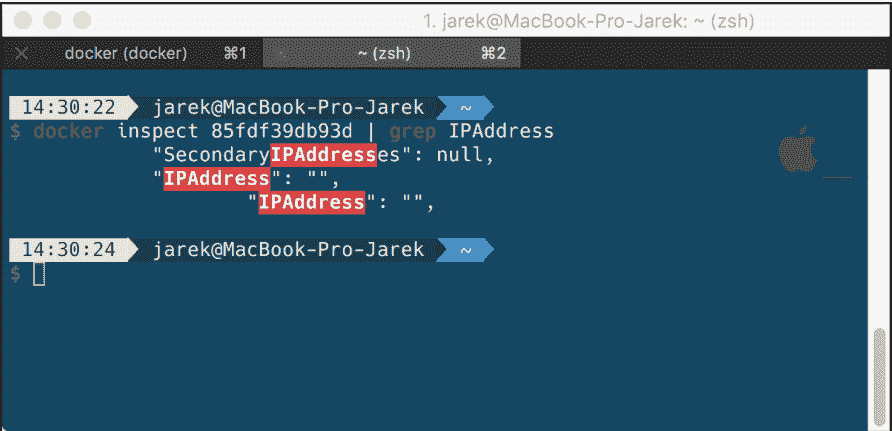 1. jarek@MacBook-Pro-Jarek: ~ (zsh)
docker (docker) ⌘1 ~ (zsh) ⌘2
14:30:22 jarek@MacBook-Pro-Jarek ~
$ docker inspect 85fdf39db93d | grep IPAddress
"SecondaryIPAddresses": null,
"IPAddress": "",
"IPAddress": "",
14:30:24 jarek@MacBook-Pro-Jarek ~
$